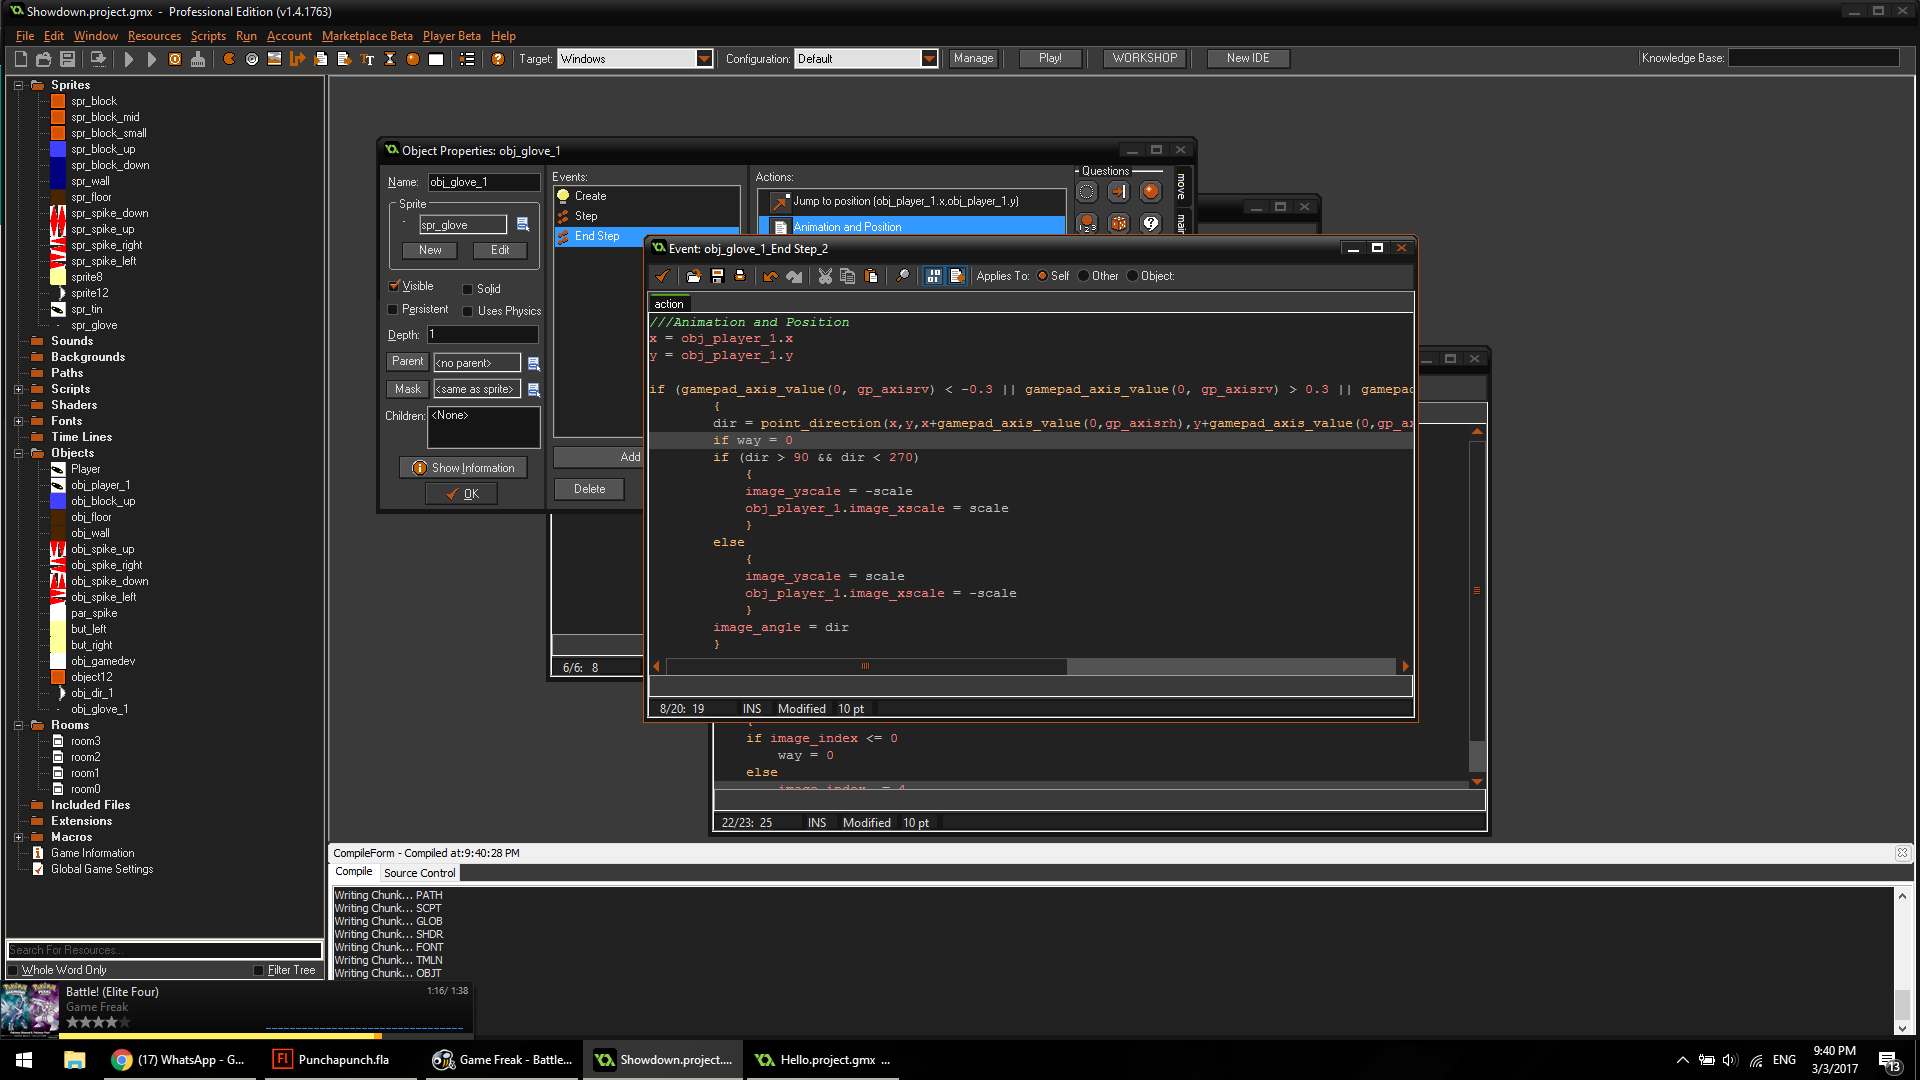 Showdown.project.gmx - Professional Edition (v1.4.1763)
File Edit Window Resources Scripts Run Account Marketplace Beta Player Beta Help
Target: Windows Configuration: Default Manage Play! WORKSHOP New IDE Knowledge Base:
Sprites
spr_block
spr_block_mid
spr_block_small
spr_block_up
spr_block_down
spr_wall
spr_floor
spr_spike_down
spr_spike_up
spr_spike_right
spr_spike_left
sprite8
sprite12
spr_tin
spr_glove
Sounds
Backgrounds
Paths
Scripts
Shaders
Fonts
Time Lines
Objects
Player
obj_player_1
obj_block_up
obj_floor
obj_wall
obj_spike_up
obj_spike_right
obj_spike_down
obj_spike_left
par_spike
but_left
but_right
obj_gamedev
object12
obj_dir_1
obj_glove_1
Rooms
room3
room2
room1
room0
Included Files
Extensions
Macros
Game Information
Global Game Settings
Search For Resources...
Whole Word Only Filter Tree
Object Properties: obj_glove_1
Name: obj_glove_1
Sprite
spr_glove
New Edit
Visible Solid
Persistent Uses Physics
Depth: 1
Parent <no parent>
Mask <same as sprite>
Children: <None>
Show Information
OK
Events:
Create
Step
End Step
Add
Delete
Actions:
Jump to position (obj_player_1.x,obj_player_1.y)
Animation and Position
Questions
move
main
Event: obj_glove_1_End Step_2
Applies To: Self Other Object:
action
///Animation and Position
x = obj_player_1.x
y = obj_player_1.y
if (gamepad_axis_value(0, gp_axisrv) < -0.3 || gamepad_axis_value(0, gp_axisrv) > 0.3 || gamepad
{
dir = point_direction(x,y,x+gamepad_axis_value(0,gp_axisrh),y+gamepad_axis_value(0,gp_ax
if way = 0
if (dir > 90 && dir < 270)
{
image_yscale = -scale
obj_player_1.image_xscale = scale
}
else
{
image_yscale = scale
obj_player_1.image_xscale = -scale
}
image_angle = dir
}
8/20: 19 INS Modified 10 pt
6/6: 8
if image_index <= 0
way = 0
else
22/23: 25 INS Modified 10 pt
CompileForm - Compiled at:9:40:28 PM
Compile Source Control
Writing Chunk... PATH
Writing Chunk... SCPT
Writing Chunk... GLOB
Writing Chunk... SHDR
Writing Chunk... FONT
Writing Chunk... TMLN
Writing Chunk... OBJT
Battle! (Elite Four) 1:16/ 1:38
Game Freak
(17) WhatsApp - G... Punchapunch.fla Game Freak - Battle... Showdown.project.... Hello.project.gmx ... ENG 9:40 PM
3/3/2017 13